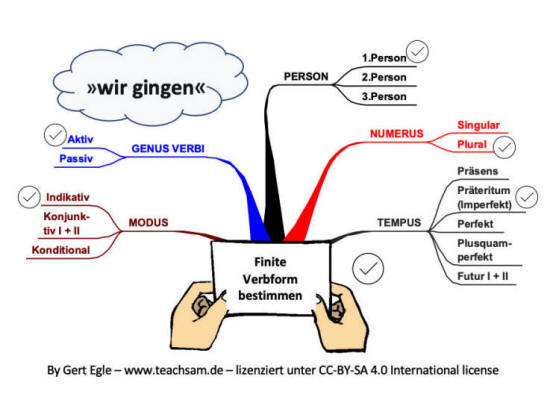 »wir gingen«
PERSON
1.Person
2.Person
3.Person
GENUS VERBI
Aktiv
Passiv
NUMERUS
Singular
Plural
MODUS
Indikativ
Konjunk-
tiv I + II
Konditional
TEMPUS
Präsens
Präteritum
(Imperfekt)
Perfekt
Plusquam-
perfekt
Futur I + II
Finite
Verbform
bestimmen
By Gert Egle – www.teachsam.de – lizenziert unter CC-BY-SA 4.0 International license